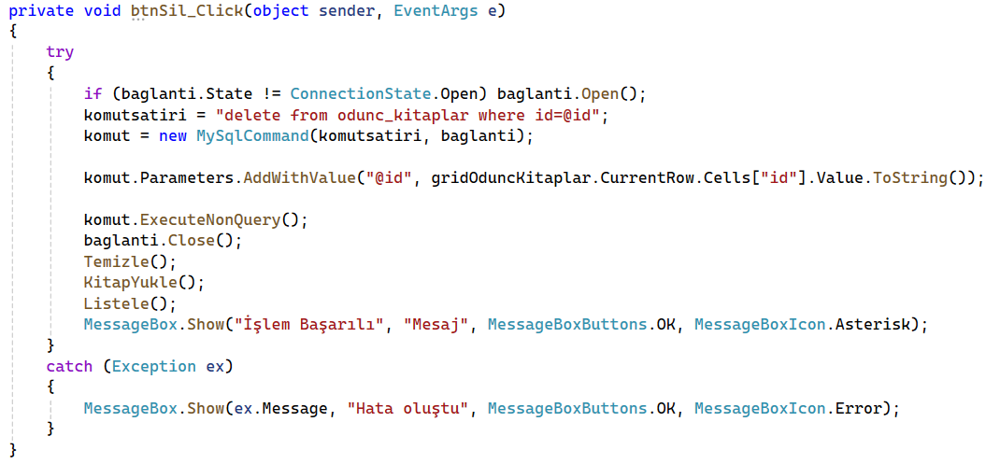 private void btnSil_Click(object sender, EventArgs e)
{
    try
    {
        if (baglanti.State != ConnectionState.Open) baglanti.Open();
        komutsatiri = "delete from odunc_kitaplar where id=@id";
        komut = new MySqlCommand(komutsatiri, baglanti);

        komut.Parameters.AddWithValue("@id", gridOduncKitaplar.CurrentRow.Cells["id"].Value.ToString());

        komut.ExecuteNonQuery();
        baglanti.Close();
        Temizle();
        KitapYukle();
        Listele();
        MessageBox.Show("İşlem Başarılı", "Mesaj", MessageBoxButtons.OK, MessageBoxIcon.Asterisk);
    }
    catch (Exception ex)
    {
        MessageBox.Show(ex.Message, "Hata oluştu", MessageBoxButtons.OK, MessageBoxIcon.Error);
    }
}